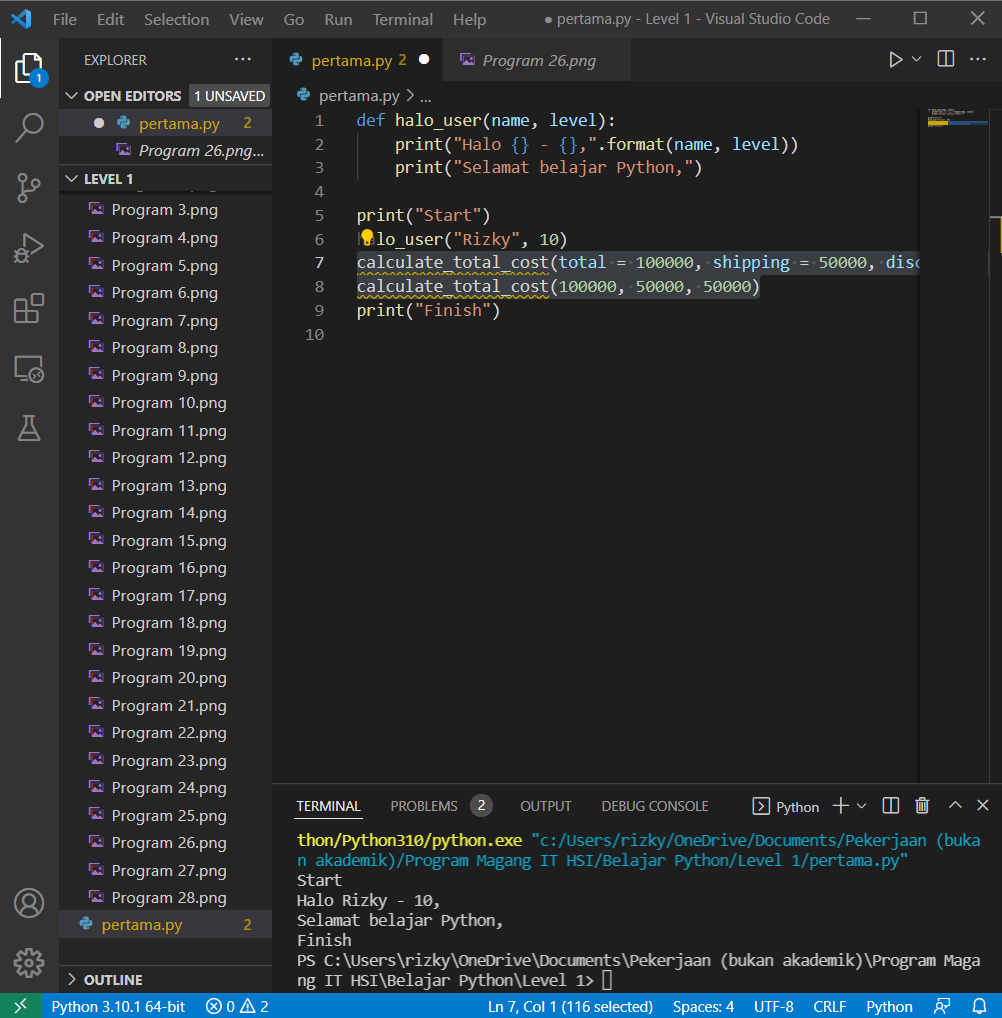 File Edit Selection View Go Run Terminal Help ● pertama.py - Level 1 - Visual Studio Code
EXPLORER ···
pertama.py 2 ●
Program 26.png
OPEN EDITORS 1 UNSAVED
● pertama.py 2
Program 26.png...
LEVEL 1
Program 3.png
Program 4.png
Program 5.png
Program 6.png
Program 7.png
Program 8.png
Program 9.png
Program 10.png
Program 11.png
Program 12.png
Program 13.png
Program 14.png
Program 15.png
Program 16.png
Program 17.png
Program 18.png
Program 19.png
Program 20.png
Program 21.png
Program 22.png
Program 23.png
Program 24.png
Program 25.png
Program 26.png
Program 27.png
Program 28.png
pertama.py 2
OUTLINE
1
pertama.py > ...
1 def halo_user(name, level):
2 print("Halo {} - {},".format(name, level))
3 print("Selamat belajar Python,")
4
5 print("Start")
6 lo_user("Rizky", 10)
7 calculate_total_cost(total = 100000, shipping = 50000, disc
8 calculate_total_cost(100000, 50000, 50000)
9 print("Finish")
10
TERMINAL PROBLEMS 2 OUTPUT DEBUG CONSOLE Python
thon/Python310/python.exe "c:/Users/rizky/OneDrive/Documents/Pekerjaan (buka
n akademik)/Program Magang IT HSI/Belajar Python/Level 1/pertama.py"
Start
Halo Rizky - 10,
Selamat belajar Python,
Finish
PS C:\Users\rizky\OneDrive\Documents\Pekerjaan (bukan akademik)\Program Maga
ng IT HSI\Belajar Python\Level 1>
Python 3.10.1 64-bit 0 2 Ln 7, Col 1 (116 selected) Spaces: 4 UTF-8 CRLF Python